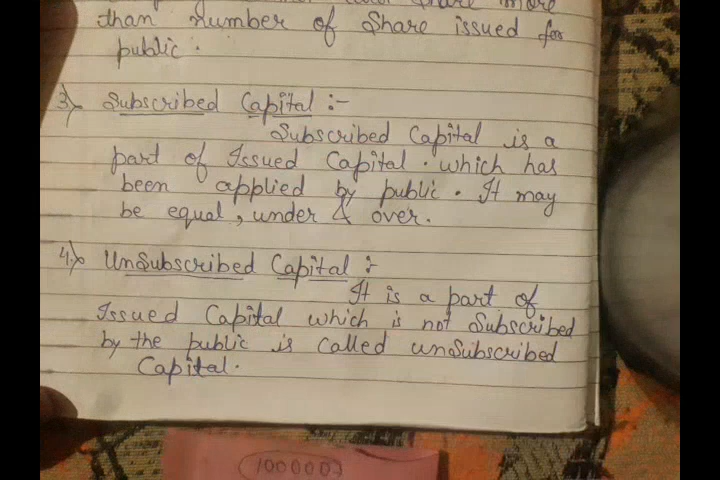 Share more
than number of Share issued for
public.
3) Subscribed Capital :-
Subscribed Capital is a
part of Issued Capital. which has
been applied by public. It may
be equal, under & over.
4) UnSubscribed Capital :-
It is a part of
Issued Capital which is not Subscribed
by the public is called unSubscribed
Capital.
1000003